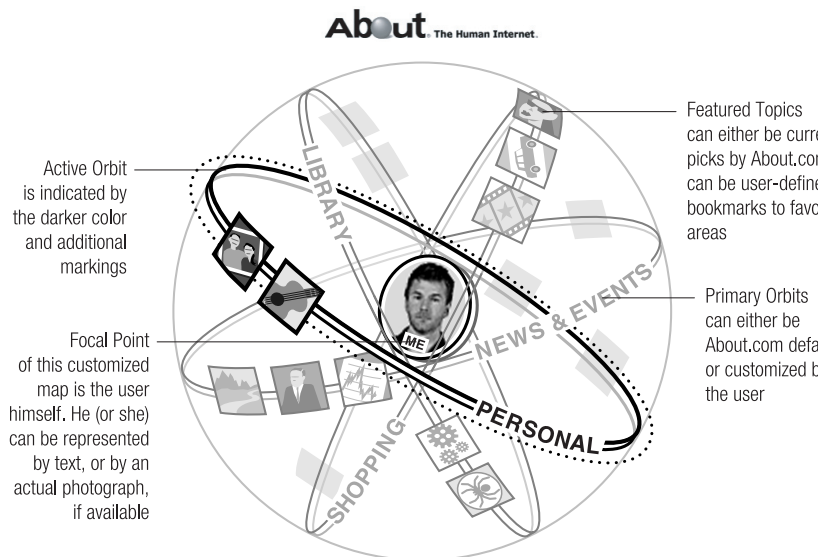 About. The Human Internet.
Active Orbit
is indicated by
the darker color
and additional
markings
Focal Point
of this customized
map is the user
himself. He (or she)
can be represented
by text, or by an
actual photograph,
if available
LIBRARY
ME
NEWS & EVENTS
PERSONAL
SHOPPING
Featured Topics
can either be curre
picks by About.co
can be user-define
bookmarks to favo
areas
Primary Orbits
can either be
About.com defa
or customized b
the user